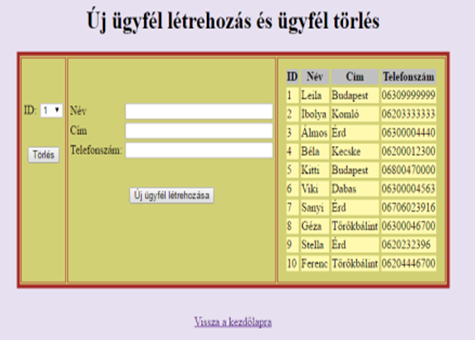 Új ügyfél létrehozás és ügyfél törlés
ID: 1
Törlés
Név
Cím
Telefonszám:
Új ügyfél létrehozása
ID Név Cím Telefonszám
1 Leila Budapest 06309999999
2 Ibolya Komló 06203333333
3 Álmos Érd 06300004440
4 Béla Kecske 06200012300
5 Kitti Budapest 06800470000
6 Viki Dabas 06300004563
7 Sanyi Érd 06706023916
8 Géza Törökbálint 06300046700
9 Stella Érd 0620232396
10 Ferenc Törökbálint 06204446700
Vissza a kezdőlapra